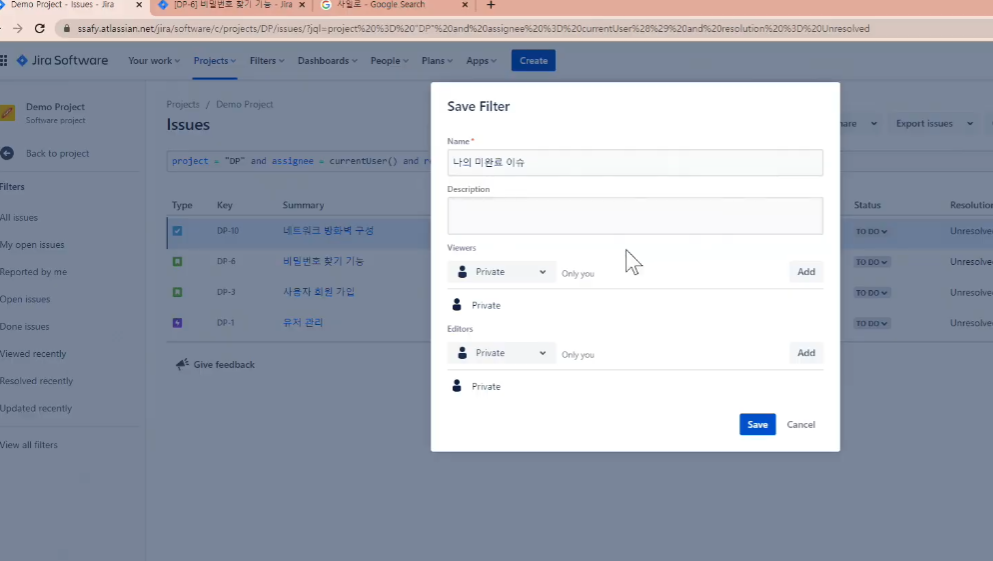 Demo Project - Issues - Jira
[DP-6] 비밀번호 찾기 기능 - Jira
사일로 - Google Search
ssafy.atlassian.net/jira/software/c/projects/DP/issues/?jql=project%20%3D%20"DP"%20and%20assignee%20%3D%20currentUser%28%29%20and%20resolution%20%3D%20Unresolved
Jira Software
Your work
Projects
Filters
Dashboards
People
Plans
Apps
Create
Demo Project
Software project
Back to project
Filters
All issues
My open issues
Reported by me
Open issues
Done issues
Viewed recently
Resolved recently
Updated recently
View all filters
Projects / Demo Project
Issues
Export issues
project = "DP" and assignee = currentUser() and
Type Key Summary Status
DP-10 네트워크 방화벽 구성 TO DO
DP-6 비밀번호 찾기 기능 TO DO
DP-3 사용자 회원 가입 TO DO
DP-1 유저 관리 TO DO
Give feedback
Save Filter
Name *
나의 미완료 이슈
Description
Viewers
Private Only you Add
Private
Editors
Private Only you Add
Private
Save Cancel